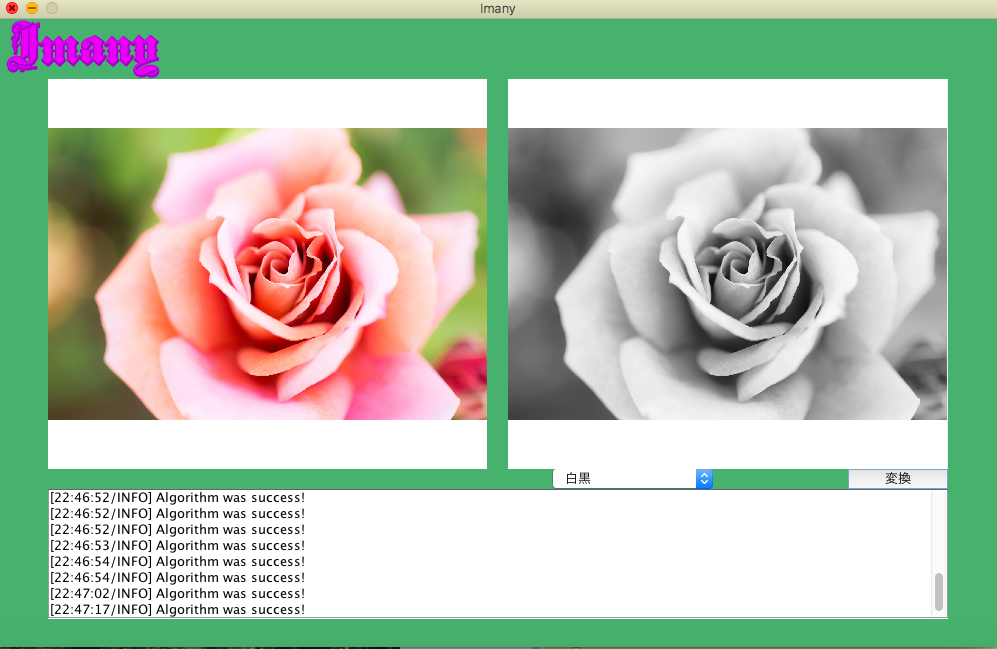 Imany
Imany
白黒
変換
[22:46:52/INFO] Algorithm was success!
[22:46:52/INFO] Algorithm was success!
[22:46:52/INFO] Algorithm was success!
[22:46:53/INFO] Algorithm was success!
[22:46:54/INFO] Algorithm was success!
[22:46:54/INFO] Algorithm was success!
[22:47:02/INFO] Algorithm was success!
[22:47:17/INFO] Algorithm was success!